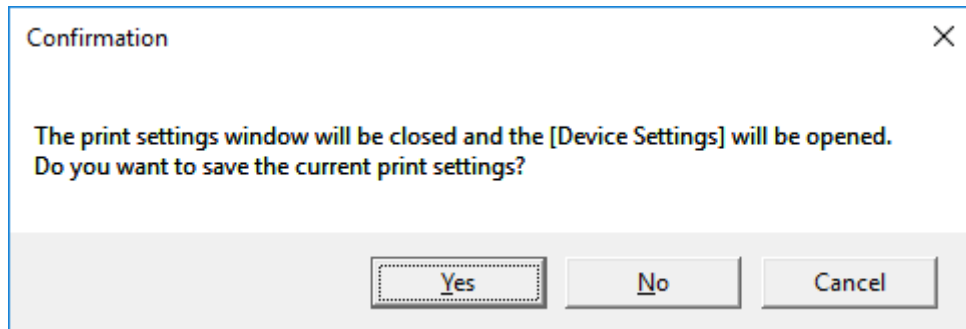 Confirmation
The print settings window will be closed and the [Device Settings] will be opened.
Do you want to save the current print settings?
Yes No Cancel